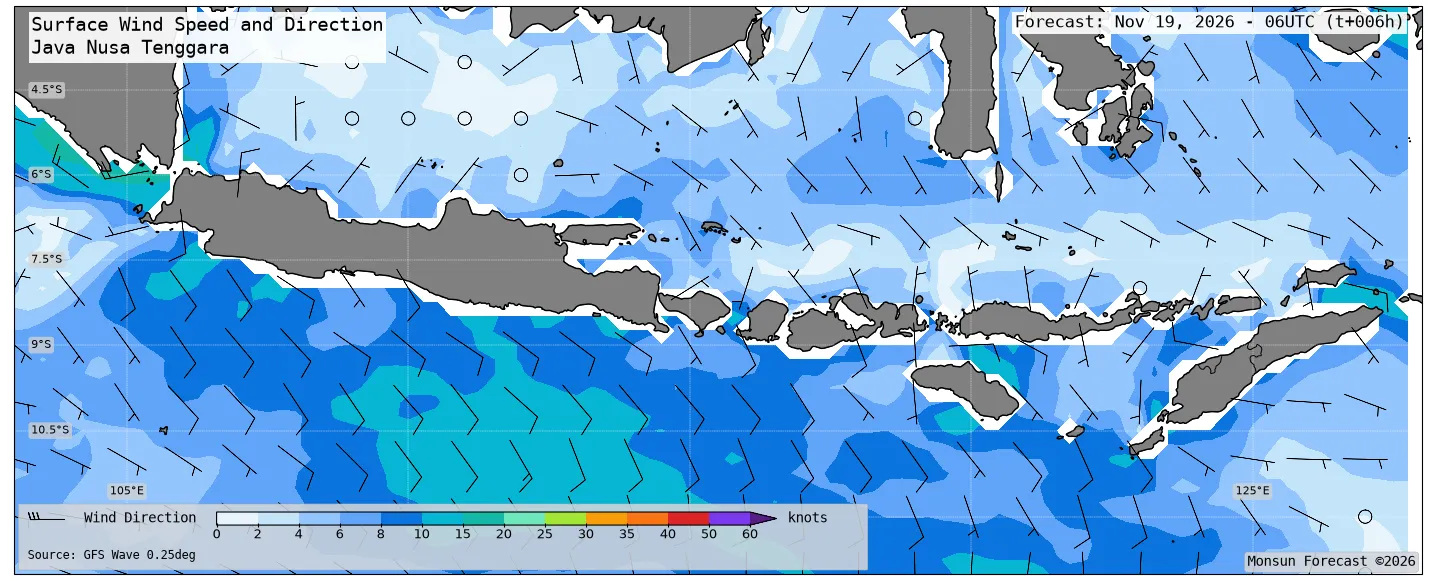 Surface Wind Speed and Direction
Java Nusa Tenggara
Forecast: Nov 19, 2026 - 06UTC (t+006h)
4.5°S
6°S
7.5°S
9°S
10.5°S
105°E
125°E
Wind Direction
0 2 4 6 8 10 15 20 25 30 35 40 50 60
knots
Source: GFS Wave 0.25deg
Monsun Forecast ©2026